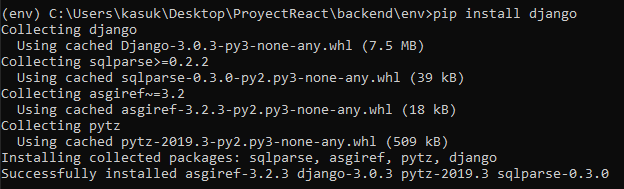 (env) C:\Users\kasuk\Desktop\ProyectReact\backend\env>pip install django
Collecting django
  Using cached Django-3.0.3-py3-none-any.whl (7.5 MB)
Collecting sqlparse>=0.2.2
  Using cached sqlparse-0.3.0-py2.py3-none-any.whl (39 kB)
Collecting asgiref~=3.2
  Using cached asgiref-3.2.3-py2.py3-none-any.whl (18 kB)
Collecting pytz
  Using cached pytz-2019.3-py2.py3-none-any.whl (509 kB)
Installing collected packages: sqlparse, asgiref, pytz, django
Successfully installed asgiref-3.2.3 django-3.0.3 pytz-2019.3 sqlparse-0.3.0